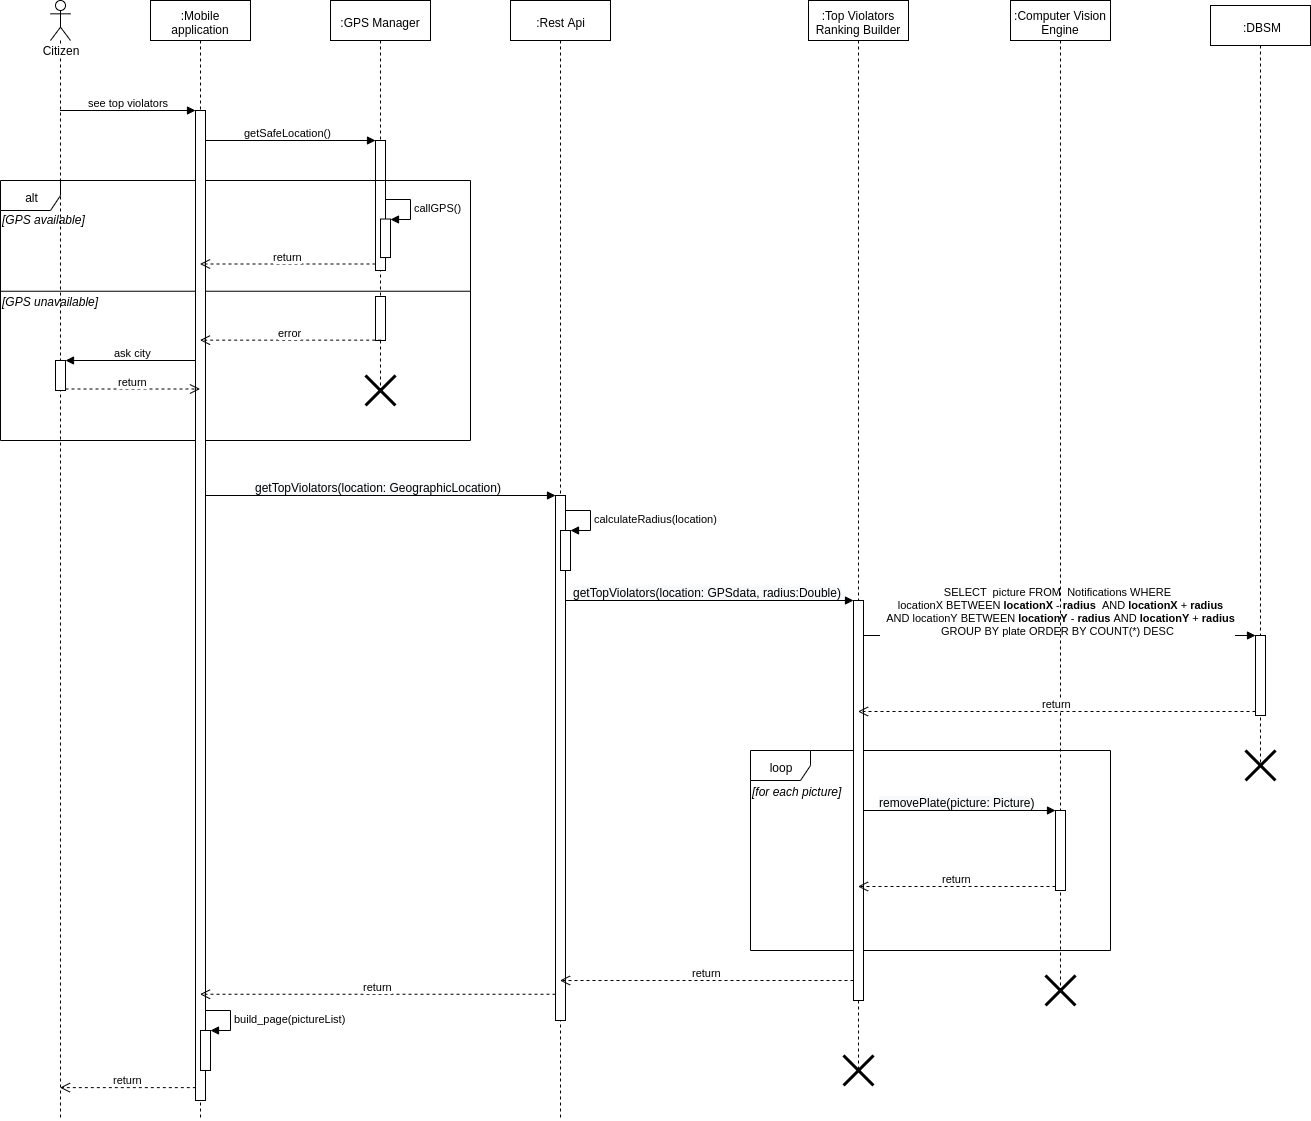 Citizen
:Mobile
application
:GPS Manager
:Rest Api
:Top Violators
Ranking Builder
:Computer Vision
Engine
:DBSM
see top violators
getSafeLocation()
alt
[GPS available]
callGPS()
return
[GPS unavailable]
error
ask city
return
getTopViolators(location: GeographicLocation)
calculateRadius(location)
getTopViolators(location: GPSdata, radius:Double)
SELECT picture FROM Notifications WHERE
locationX BETWEEN locationX - radius AND locationX + radius
AND locationY BETWEEN locationY - radius AND locationY + radius
GROUP BY plate ORDER BY COUNT(*) DESC
return
loop
[for each picture]
removePlate(picture: Picture)
return
return
return
build_page(pictureList)
return